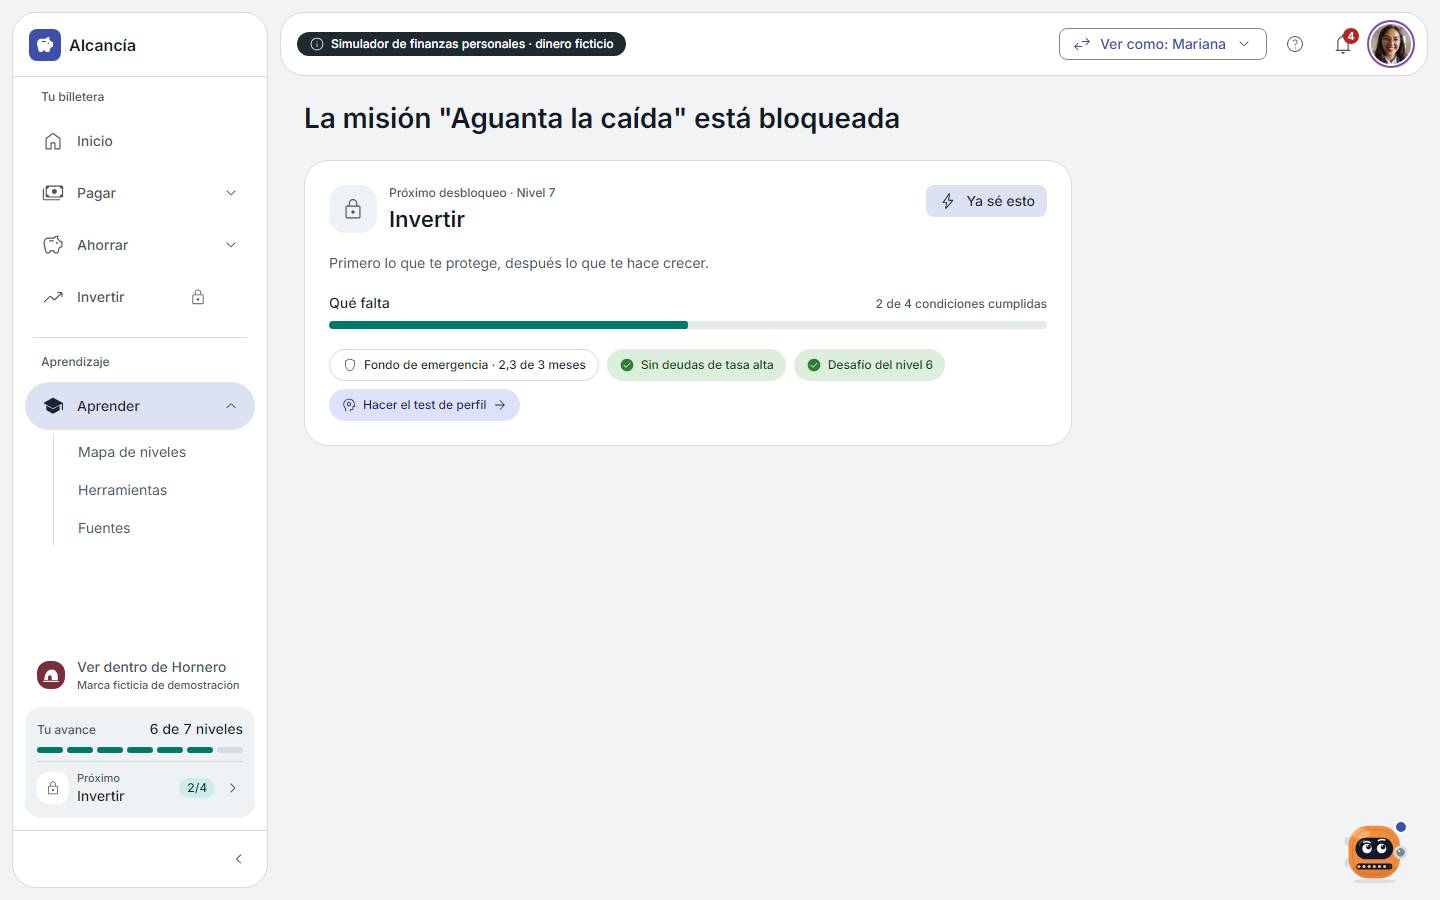 Alcancía
Simulador de finanzas personales · dinero ficticio
Ver como: Mariana
4
Tu billetera
Inicio
Pagar
Ahorrar
Invertir
Aprendizaje
Aprender
Mapa de niveles
Herramientas
Fuentes
Ver dentro de Hornero
Marca ficticia de demostración
Tu avance
6 de 7 niveles
Próximo
Invertir
2/4
La misión "Aguanta la caída" está bloqueada
Próximo desbloqueo · Nivel 7
Invertir
Ya sé esto
Primero lo que te protege, después lo que te hace crecer.
Qué falta
2 de 4 condiciones cumplidas
Fondo de emergencia · 2,3 de 3 meses
Sin deudas de tasa alta
Desafío del nivel 6
Hacer el test de perfil